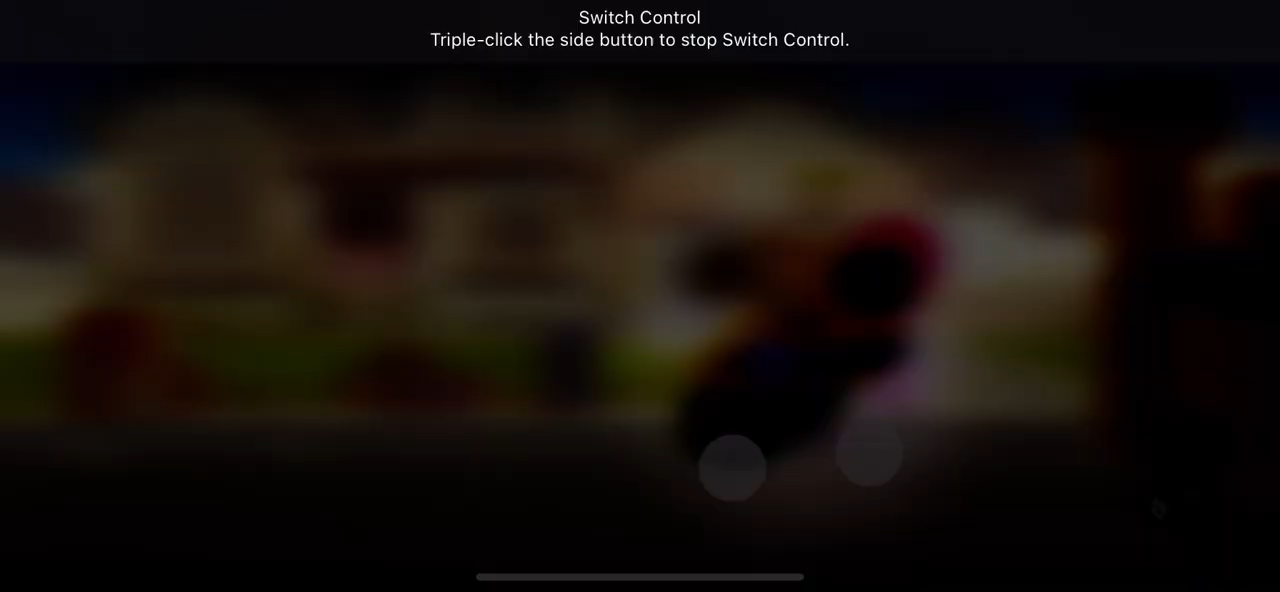 Switch Control
Triple-click the side button to stop Switch Control.